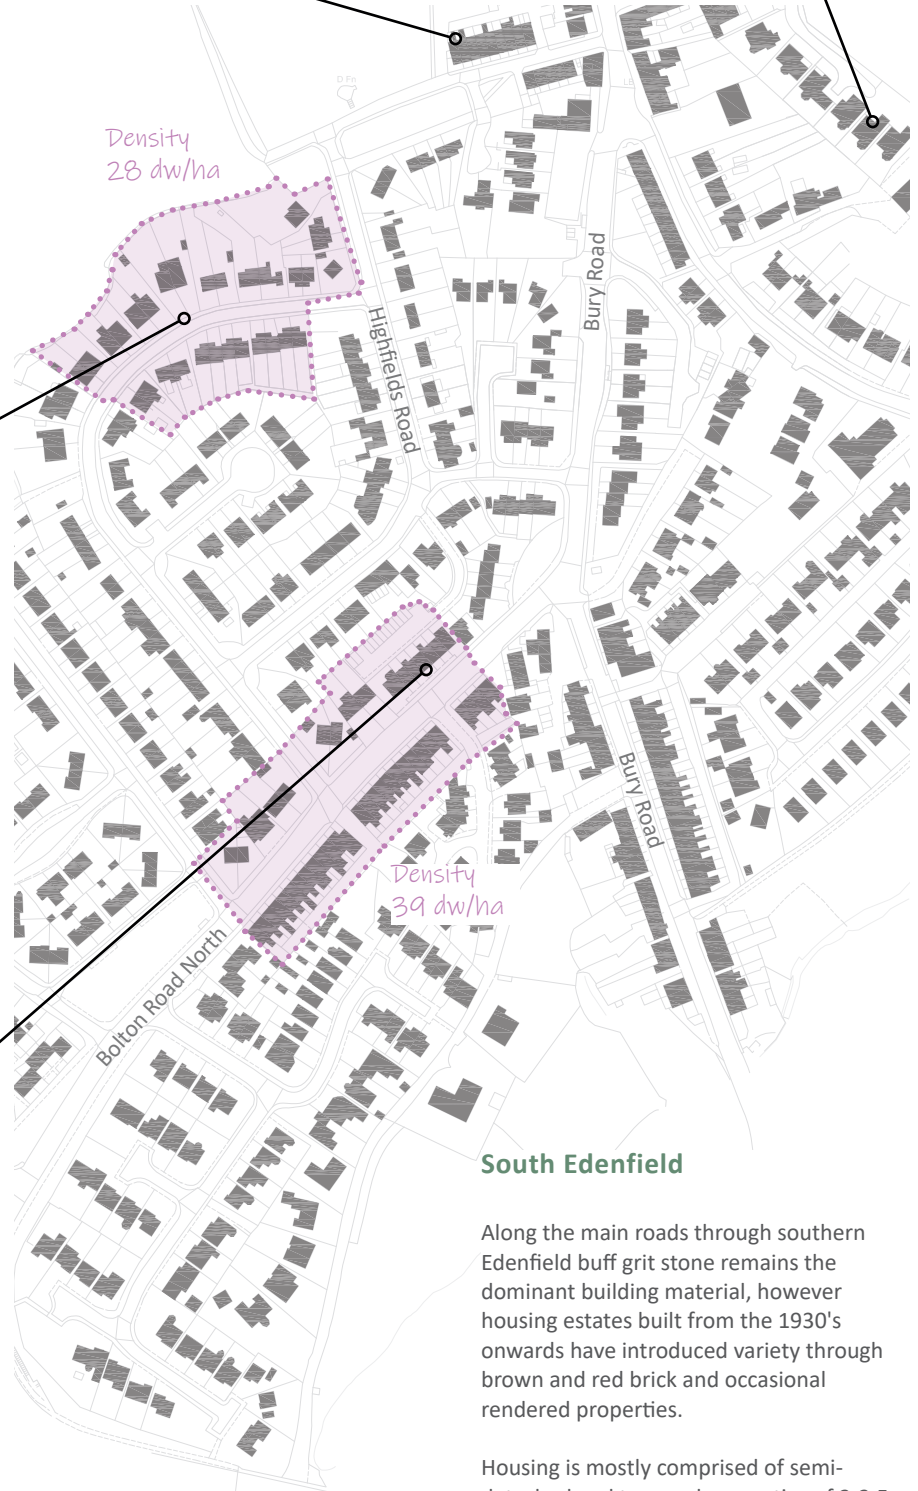 D Fn
LB
Density
28 dw/ha
Bury Road
Highfields Road
Bury Road
Density
39 dw/ha
Bolton Road North
South Edenfield
Along the main roads through southern
Edenfield buff grit stone remains the
dominant building material, however
housing estates built from the 1930's
onwards have introduced variety through
brown and red brick and occasional
rendered properties.
Housing is mostly comprised of semi-